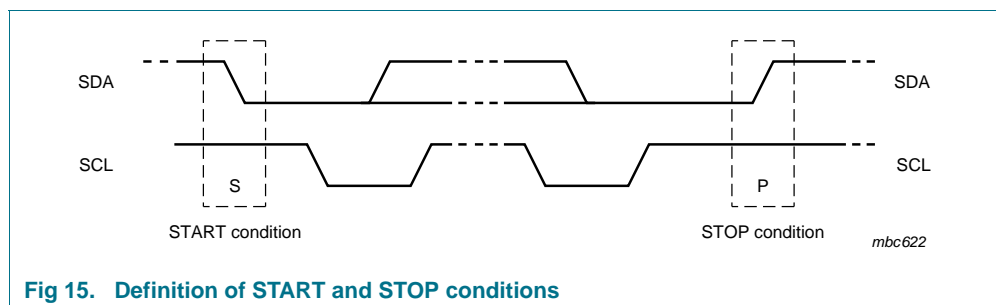 SDA SDA
SCL SCL
S P
START condition STOP condition
mbc622
Fig 15. Definition of START and STOP conditions